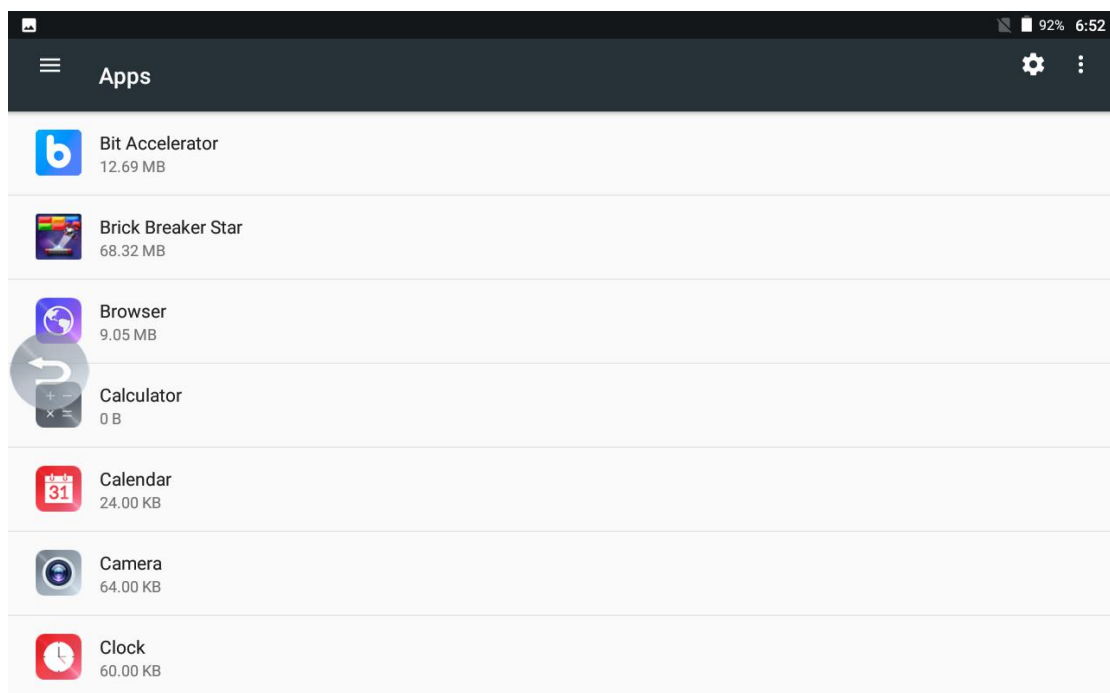 92% 6:52
Apps
b
Bit Accelerator
12.69 MB
Brick Breaker Star
68.32 MB
Browser
9.05 MB
Calculator
0 B
+ −
× =
31
Calendar
24.00 KB
Camera
64.00 KB
Clock
60.00 KB